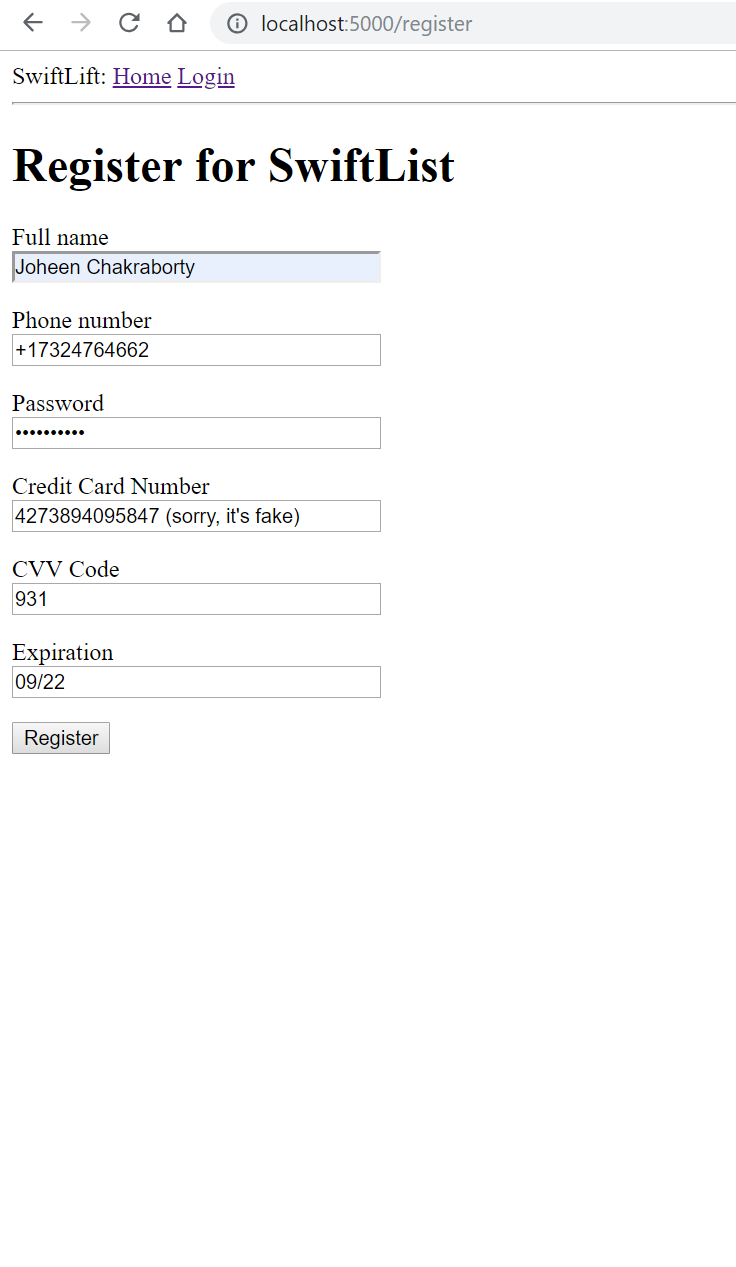 localhost:5000/register
SwiftLift: Home Login
Register for SwiftList
Full name
Joheen Chakraborty
Phone number
+17324764662
Password
••••••••••
Credit Card Number
4273894095847 (sorry, it's fake)
CVV Code
931
Expiration
09/22
Register